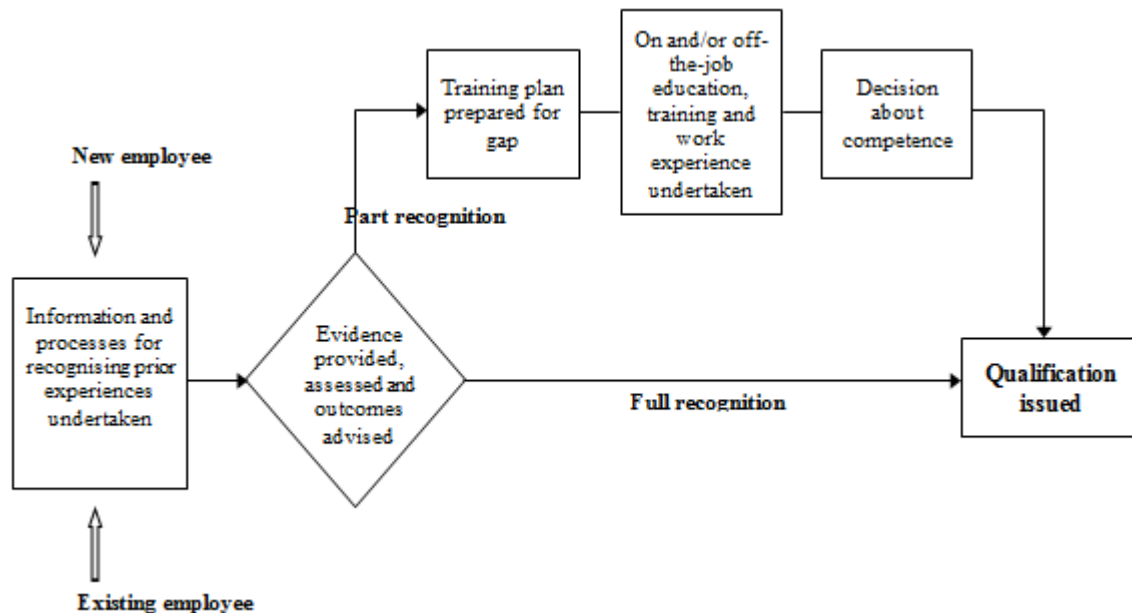 New employee
Information and
processes for
recognising prior
experiences
undertaken
Existing employee
Evidence
provided,
assessed and
outcomes
advised
Part recognition
Training plan
prepared for
gap
On and/or off-
the-job
education,
training and
work
experience
undertaken
Decision
about
competence
Full recognition
Qualification
issued